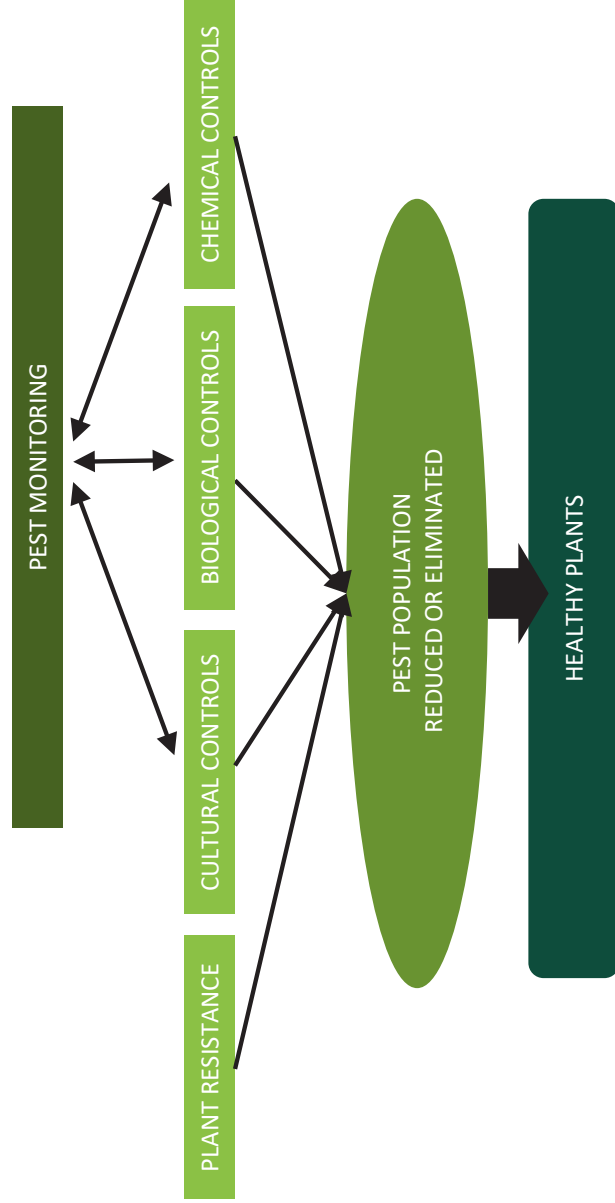 PEST MONITORING
PLANT RESISTANCE
CULTURAL CONTROLS
BIOLOGICAL CONTROLS
CHEMICAL CONTROLS
PEST POPULATION
REDUCED OR ELIMINATED
HEALTHY PLANTS